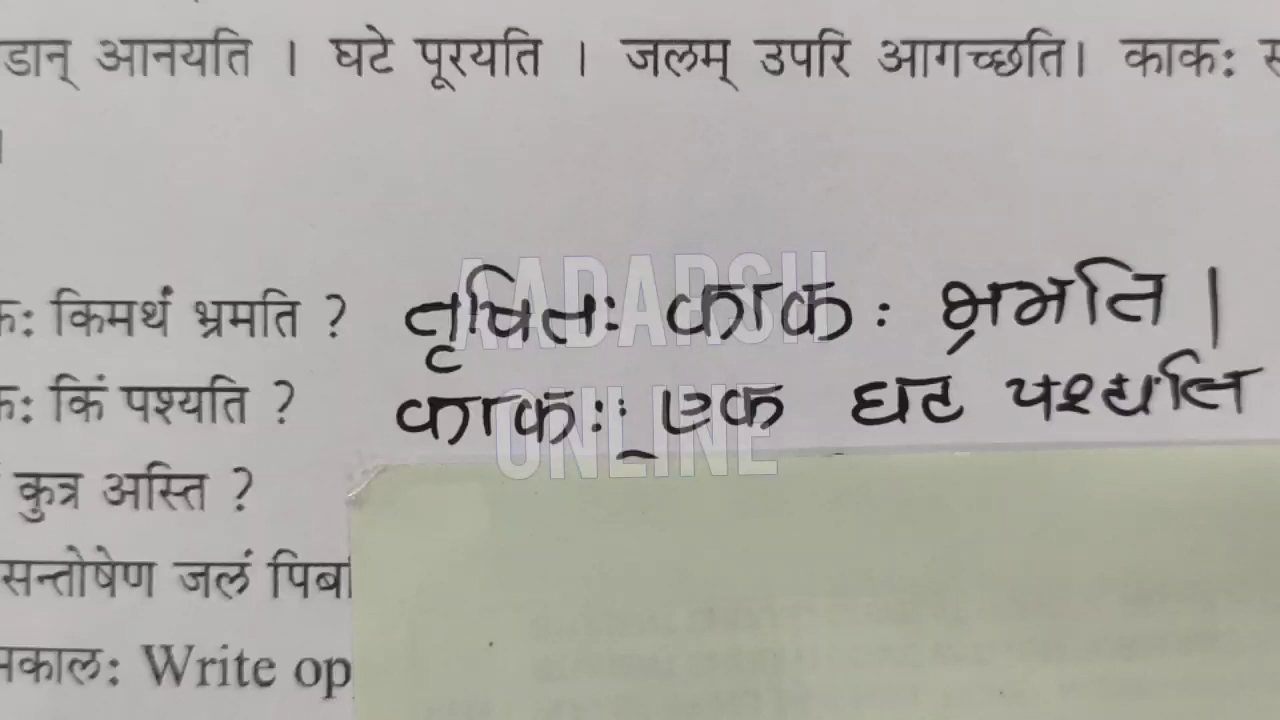 डान् आनयति । घटे पूरयति । जलम् उपरि आगच्छति। काकः
।
कः किमर्थं भ्रमति ? तृषितः काकः भ्रमति ।
कः किं पश्यति ? काकः एक घट पश्यति
कुत्र अस्ति ?
सन्तोषेण जलं
मकालः Write op
AADARSH
ONLINE